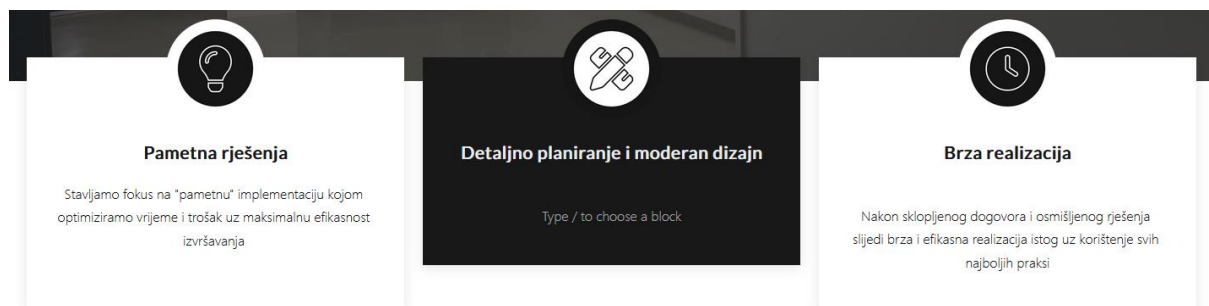 Pametna rješenja
Stavljamo fokus na "pametnu" implementaciju kojom
optimiziramo vrijeme i trošak uz maksimalnu efikasnost
izvršavanja
Detaljno planiranje i moderan dizajn
Type / to choose a block
Brza realizacija
Nakon sklopljenog dogovora i osmišljenog rješenja
slijedi brza i efikasna realizacija istog uz korištenje svih
najboljih praksi